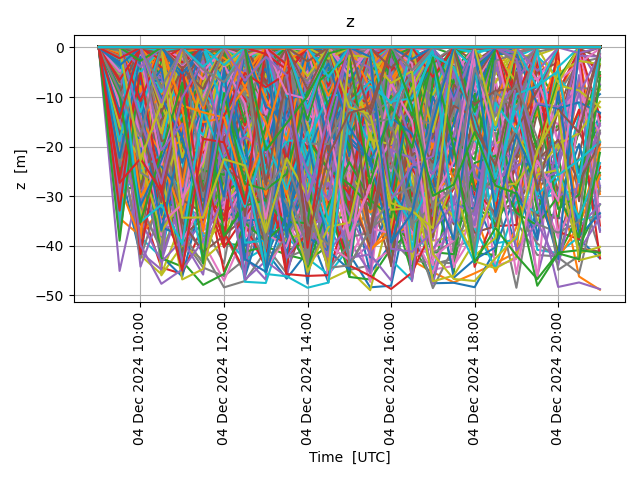 z
0
−10
−20
−30
−40
−50
z [m]
04 Dec 2024 10:00
04 Dec 2024 12:00
04 Dec 2024 14:00
04 Dec 2024 16:00
04 Dec 2024 18:00
04 Dec 2024 20:00
Time [UTC]